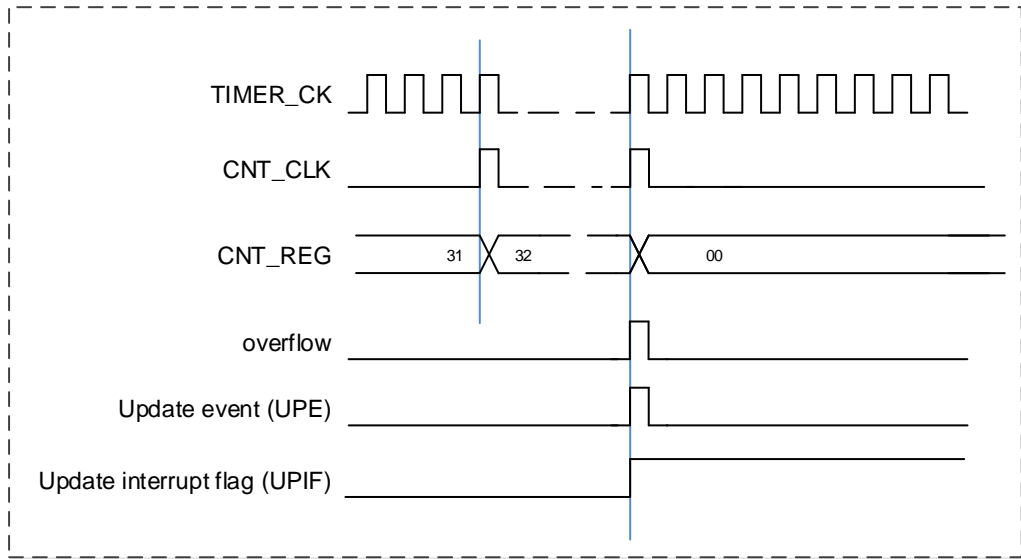 TIMER_CK
CNT_CLK
CNT_REG 31 32 00
overflow
Update event (UPE)
Update interrupt flag (UPIF)